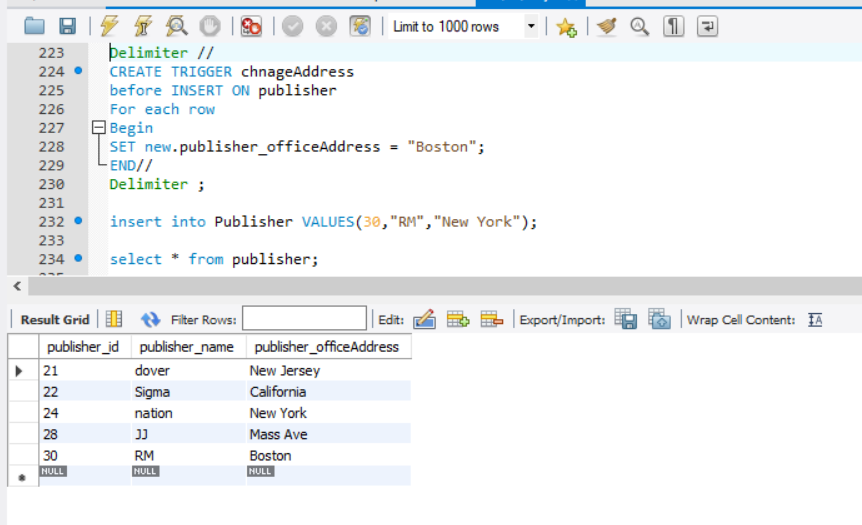 Limit to 1000 rows
223 Delimiter //
224 CREATE TRIGGER chnageAddress
225 before INSERT ON publisher
226 For each row
227 Begin
228 SET new.publisher_officeAddress = "Boston";
229 END//
230 Delimiter ;
231
232 insert into Publisher VALUES(30,"RM","New York");
233
234 select * from publisher;
Result Grid Filter Rows: Edit: Export/Import: Wrap Cell Content:
publisher_id publisher_name publisher_officeAddress
21 dover New Jersey
22 Sigma California
24 nation New York
28 JJ Mass Ave
30 RM Boston
NULL NULL NULL